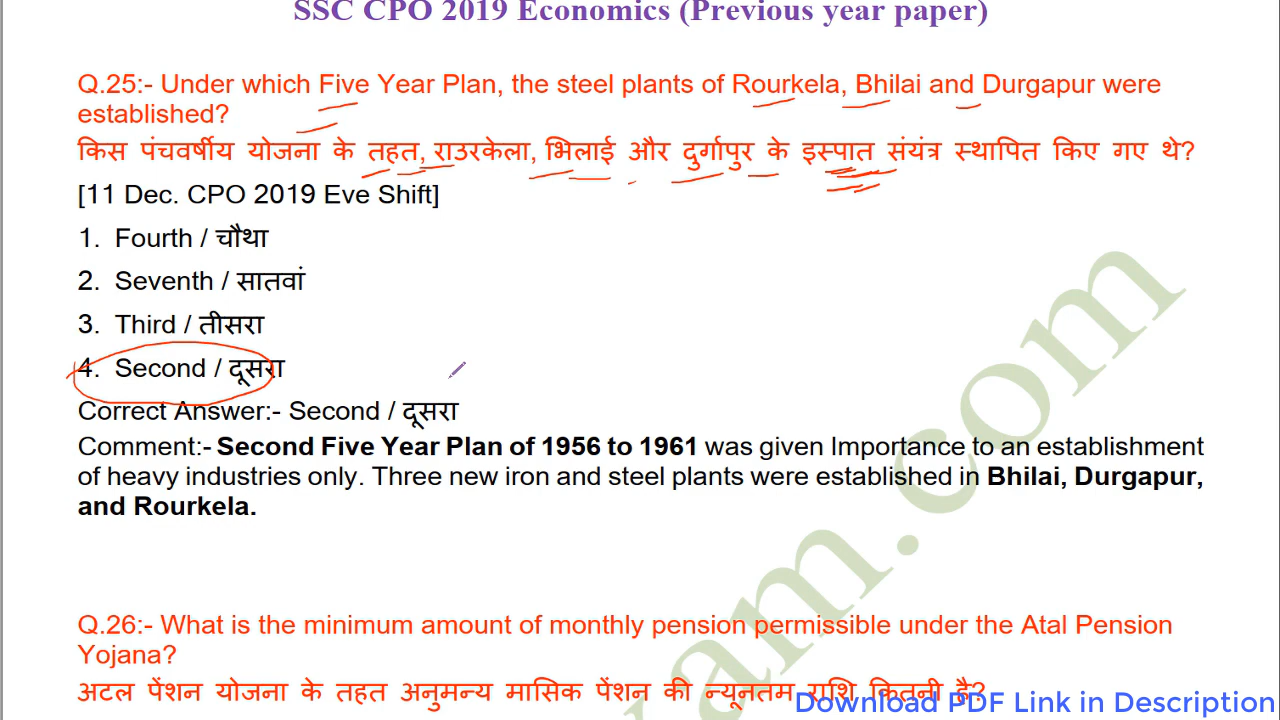 SSC CPO 2019 Economics (Previous year paper)
Q.25:- Under which Five Year Plan, the steel plants of Rourkela, Bhilai and Durgapur were
established?
किस पंचवर्षीय योजना के तहत, राउरकेला, भिलाई और दुर्गापुर के इस्पात संयंत्र स्थापित किए गए थे?
[11 Dec. CPO 2019 Eve Shift]
1. Fourth / चौथा
2. Seventh / सातवां
3. Third / तीसरा
4. Second / दूसरा
Correct Answer:- Second / दूसरा
Comment:- Second Five Year Plan of 1956 to 1961 was given Importance to an establishment
of heavy industries only. Three new iron and steel plants were established in Bhilai, Durgapur,
and Rourkela.
Q.26:- What is the minimum amount of monthly pension permissible under the Atal Pension
Yojana?
अटल पेंशन योजना के तहत अनुमन्य मासिक पेंशन की न्यूनतम राशि कितनी है?
Download PDF Link in Description
am.com